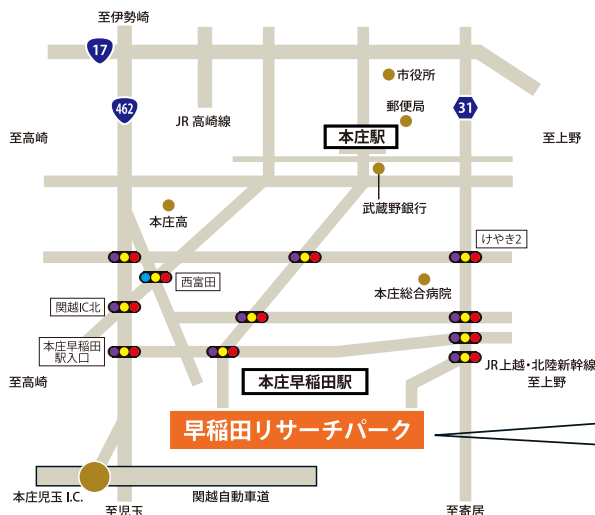 至伊勢崎
17
市役所
462
郵便局
31
JR 高崎線
至高崎
本庄駅
至上野
武蔵野銀行
本庄高
けやき2
西富田
本庄総合病院
関越IC北
本庄早稲田
駅入口
JR上越・北陸新幹線
至高崎
本庄早稲田駅
至上野
早稲田リサーチパーク
本庄児玉 I.C.
関越自動車道
至児玉
至寄居